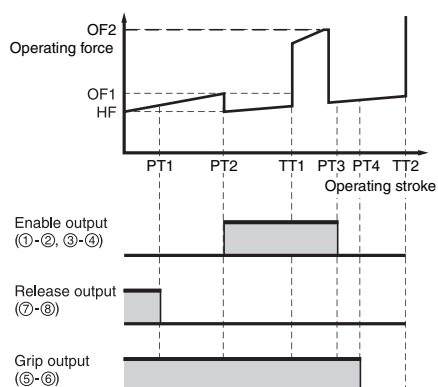 OF2
Operating force
OF1
HF
PT1 PT2 TT1 PT3 PT4 TT2
Operating stroke
Enable output
(①-②, ③-④)
Release output
(⑦-⑧)
Grip output
(⑤-⑥)